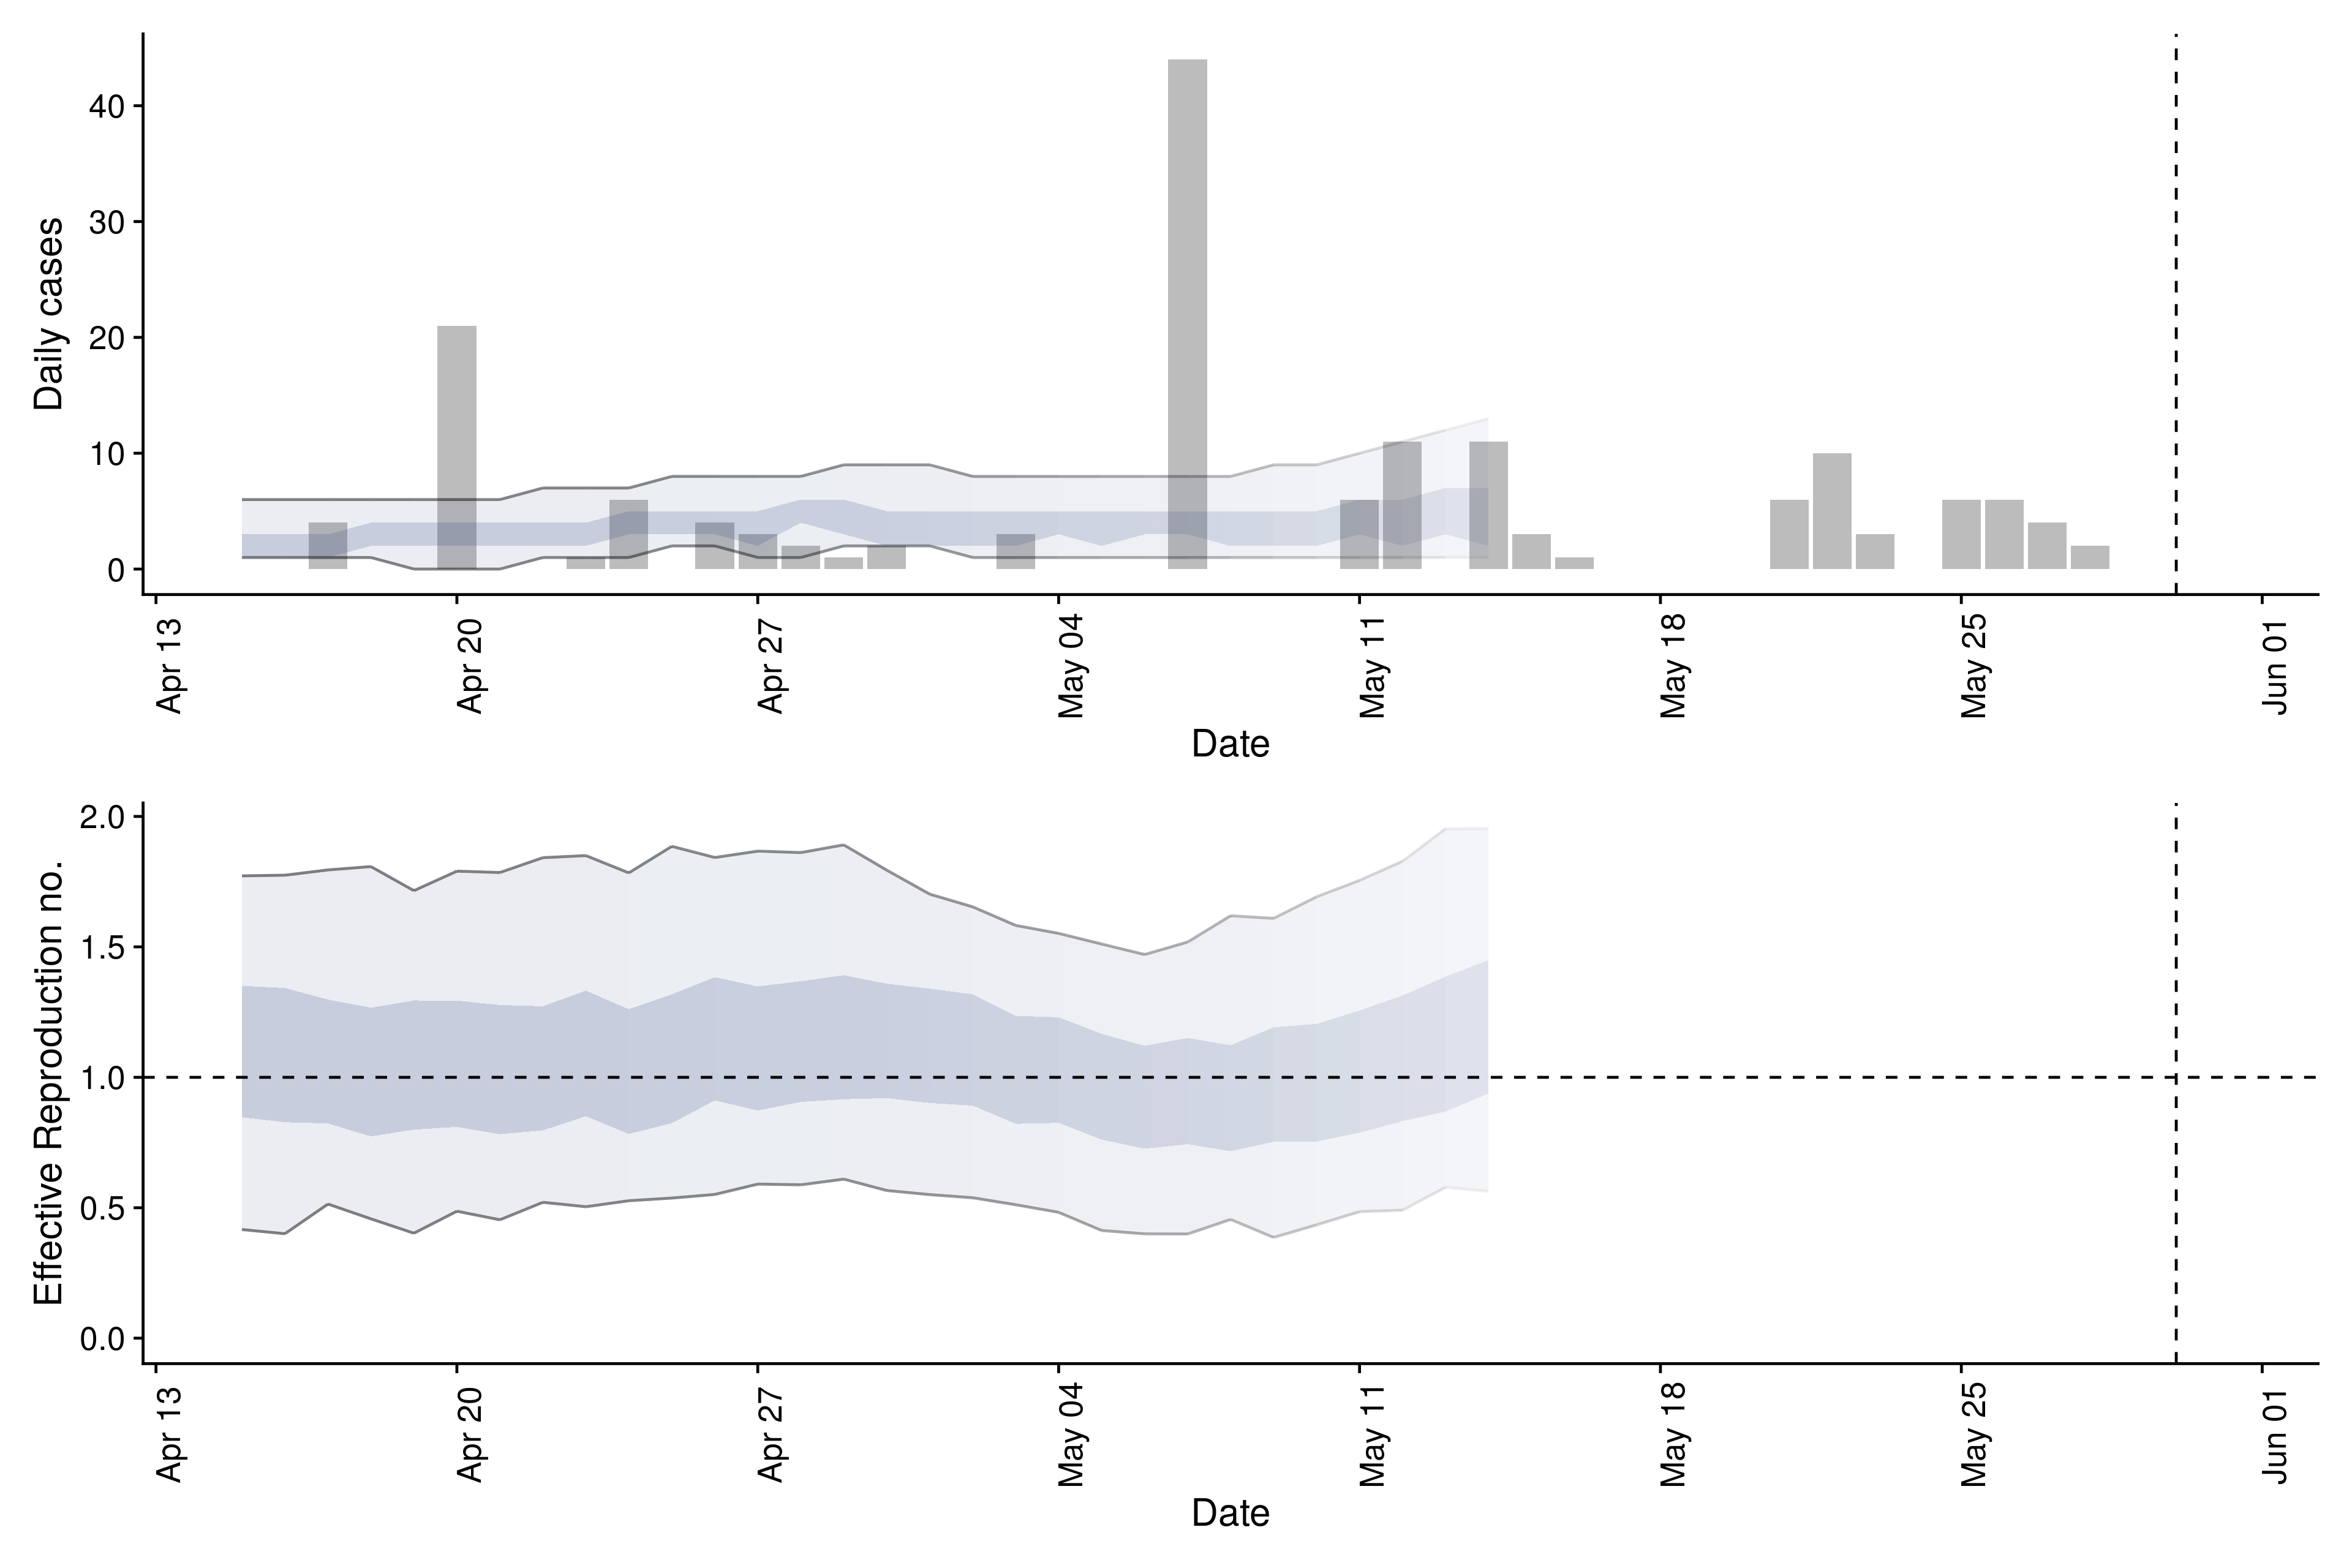 Daily cases
40
30
20
10
0
Apr 13
Apr 20
Apr 27
May 04
May 11
May 18
May 25
Jun 01
Date
Effective Reproduction no.
2.0
1.5
1.0
0.5
0.0
Apr 13
Apr 20
Apr 27
May 04
May 11
May 18
May 25
Jun 01
Date